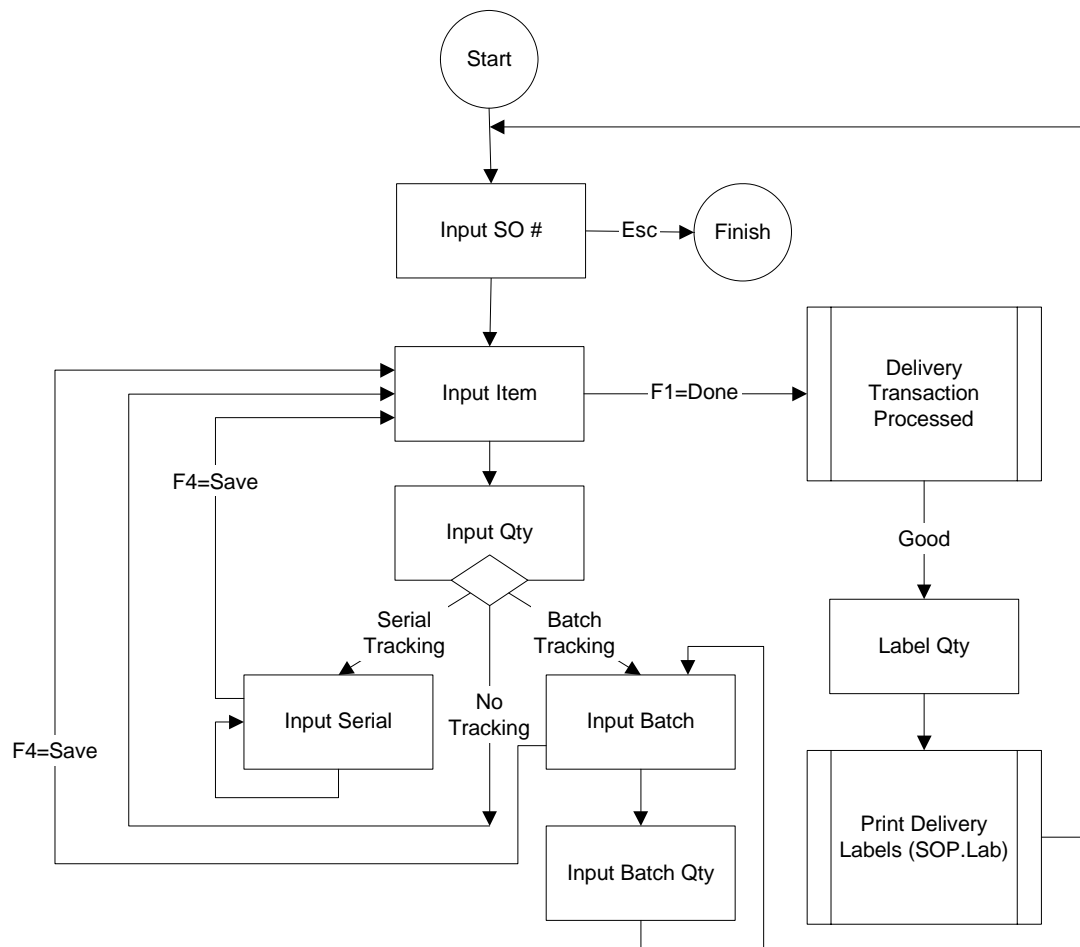 Start
Input SO #
Esc
Finish
Input Item
F1=Done
Delivery
Transaction
Processed
F4=Save
Input Qty
Good
Serial
Tracking
Batch
Tracking
Label Qty
No
Tracking
Input Serial
Input Batch
F4=Save
Print Delivery
Labels (SOP.Lab)
Input Batch Qty